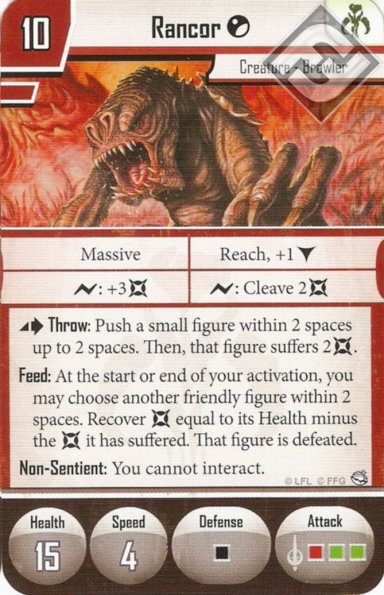 10
Rancor
Creature - Brawler
Massive
Reach, +1
: +3
: Cleave 2
Throw: Push a small figure within 2 spaces
up to 2 spaces. Then, that figure suffers 2 .
Feed: At the start or end of your activation, you
may choose another friendly figure within 2
spaces. Recover equal to its Health minus
the it has suffered. That figure is defeated.
Non-Sentient: You cannot interact.
© LFL © FFG
Health
15
Speed
4
Defense
Attack